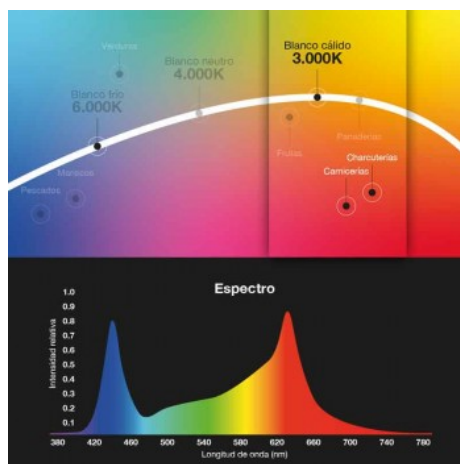 Verduras
Blanco neutro
4.000K
Blanco cálido
3.000K
Blanco frío
6.000K
Mariscos
Pescados
Frutas
Panaderías
Charcuterías
Carnicerías
Espectro
Intensidad relativa
1.0
0.9
0.8
0.7
0.6
0.5
0.4
0.3
0.2
0.1
380 420 460 500 540 580 620 660 700 740 780
Longitud de onda (nm)